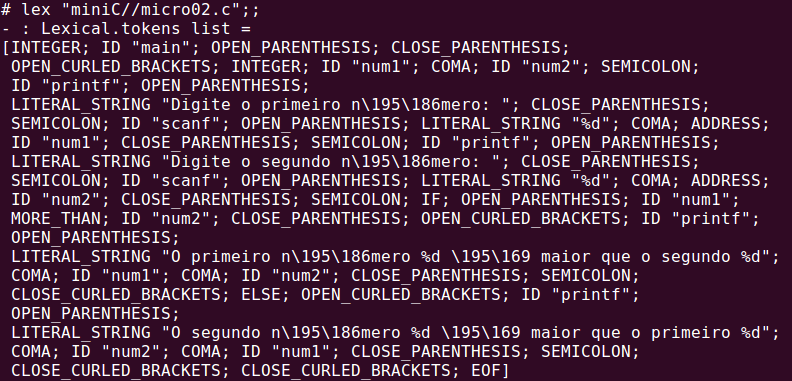 # lex "miniC//micro02.c";;
- : Lexical.tokens list =
[INTEGER; ID "main"; OPEN_PARENTHESIS; CLOSE_PARENTHESIS;
OPEN_CURLED_BRACKETS; INTEGER; ID "num1"; COMA; ID "num2"; SEMICOLON;
ID "printf"; OPEN_PARENTHESIS;
LITERAL_STRING "Digite o primeiro n\195\186mero: "; CLOSE_PARENTHESIS;
SEMICOLON; ID "scanf"; OPEN_PARENTHESIS; LITERAL_STRING "%d"; COMA; ADDRESS;
ID "num1"; CLOSE_PARENTHESIS; SEMICOLON; ID "printf"; OPEN_PARENTHESIS;
LITERAL_STRING "Digite o segundo n\195\186mero: "; CLOSE_PARENTHESIS;
SEMICOLON; ID "scanf"; OPEN_PARENTHESIS; LITERAL_STRING "%d"; COMA; ADDRESS;
ID "num2"; CLOSE_PARENTHESIS; SEMICOLON; IF; OPEN_PARENTHESIS; ID "num1";
MORE_THAN; ID "num2"; CLOSE_PARENTHESIS; OPEN_CURLED_BRACKETS; ID "printf";
OPEN_PARENTHESIS;
LITERAL_STRING "O primeiro n\195\186mero %d \195\169 maior que o segundo %d";
COMA; ID "num1"; COMA; ID "num2"; CLOSE_PARENTHESIS; SEMICOLON;
CLOSE_CURLED_BRACKETS; ELSE; OPEN_CURLED_BRACKETS; ID "printf";
OPEN_PARENTHESIS;
LITERAL_STRING "O segundo n\195\186mero %d \195\169 maior que o primeiro %d";
COMA; ID "num2"; COMA; ID "num1"; CLOSE_PARENTHESIS; SEMICOLON;
CLOSE_CURLED_BRACKETS; CLOSE_CURLED_BRACKETS; EOF]